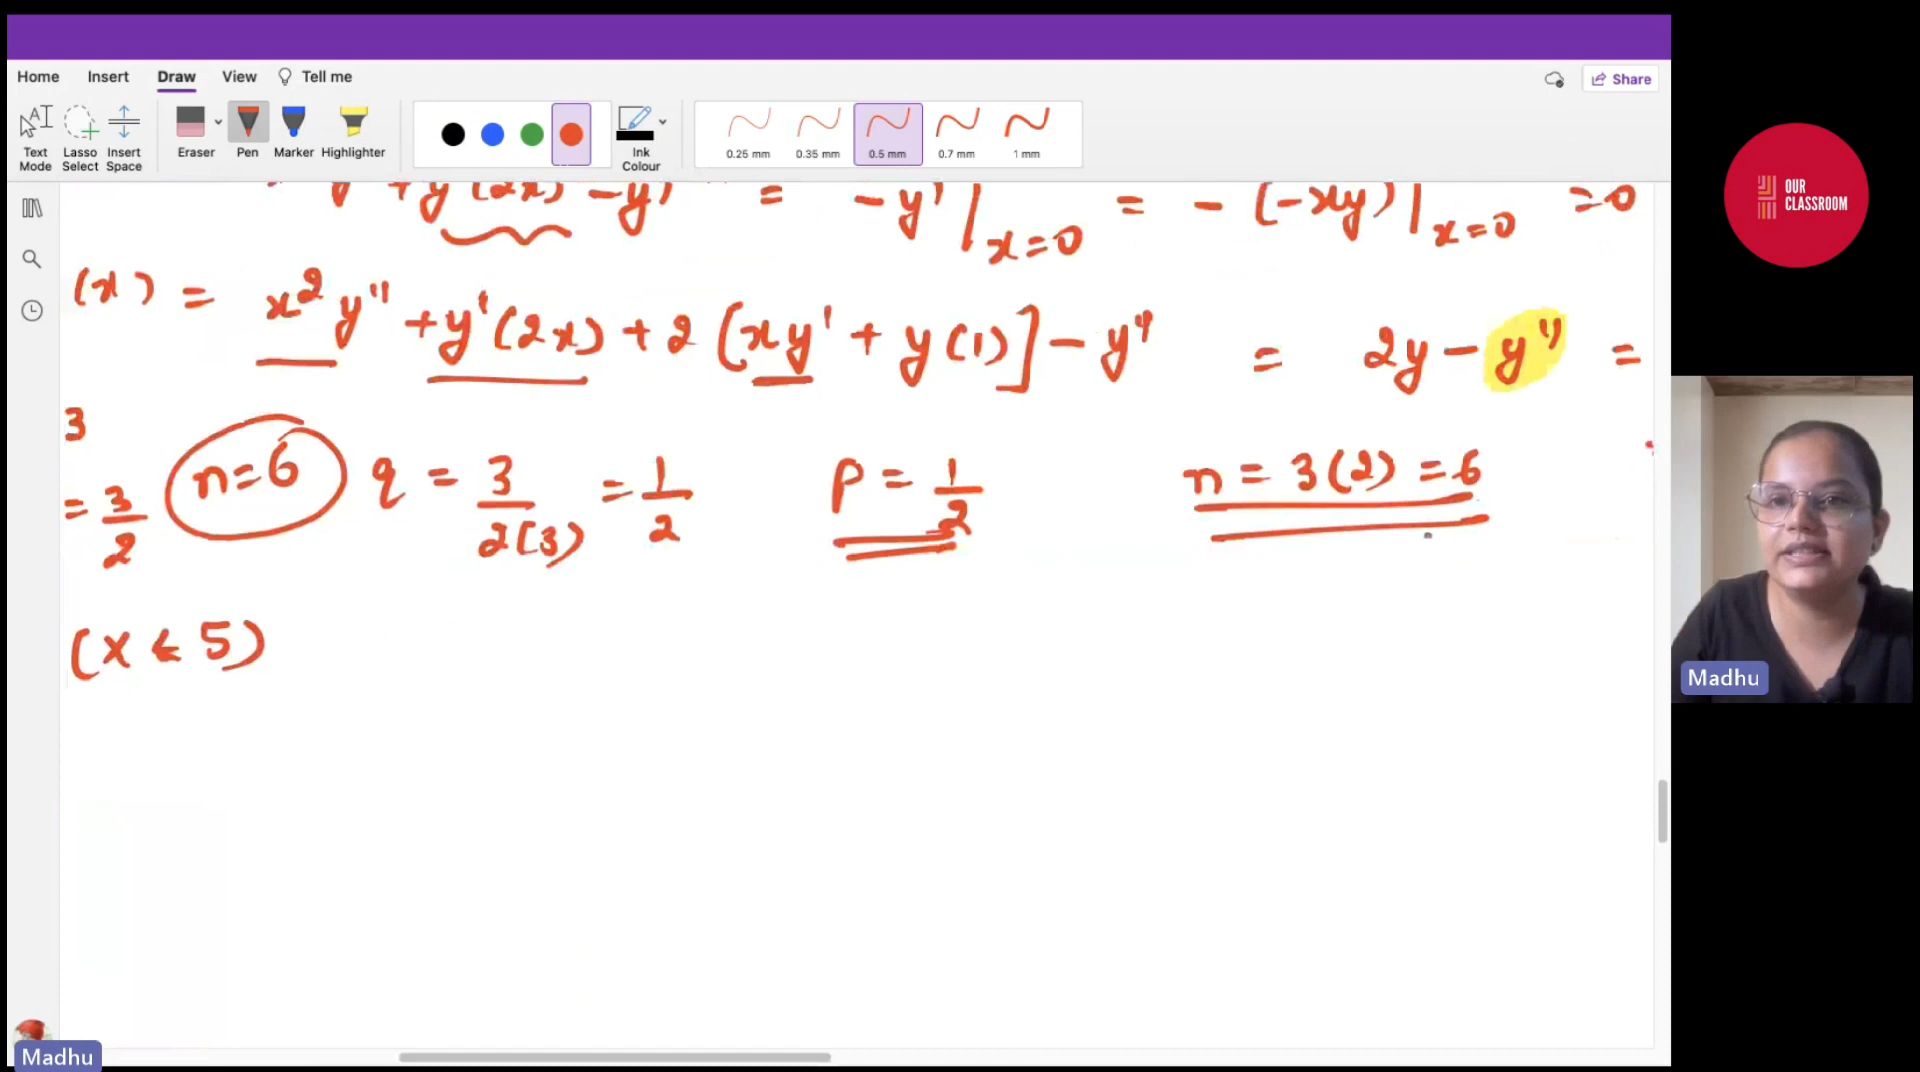 Home Insert Draw View Tell me
Share
Text Mode
Lasso Select
Insert Space
Eraser
Pen
Marker
Highlighter
Ink Colour
0.25 mm 0.35 mm 0.5 mm 0.7 mm 1 mm
+ y (2x) - y' = - y' |x=0 = - (-xy) |x=0 = 0
(x) = x² y" + y' (2x) + 2 [xy' + y (1)] - y" = 2y - y" =
3
= 3/2 n=6 q = 3/2(3) = 1/2 p = 1/2 n = 3(2) = 6
(x < 5)
OUR CLASSROOM
Madhu
Madhu